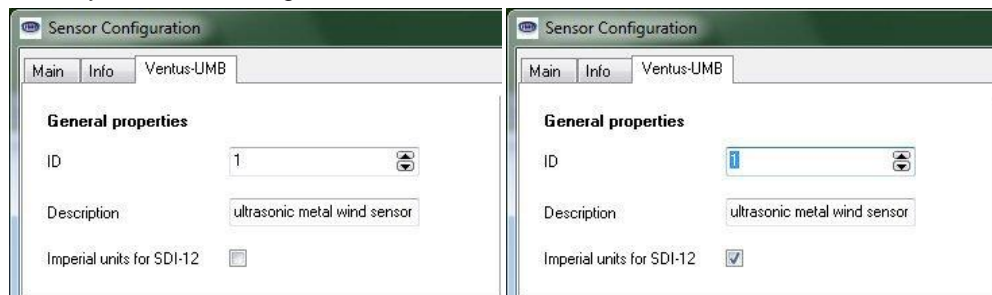 Sensor Configuration
Main Info Ventus-UMB
General properties
ID 1
Description ultrasonic metal wind sensor
Imperial units for SDI-12
Sensor Configuration
Main Info Ventus-UMB
General properties
ID 1
Description ultrasonic metal wind sensor
Imperial units for SDI-12